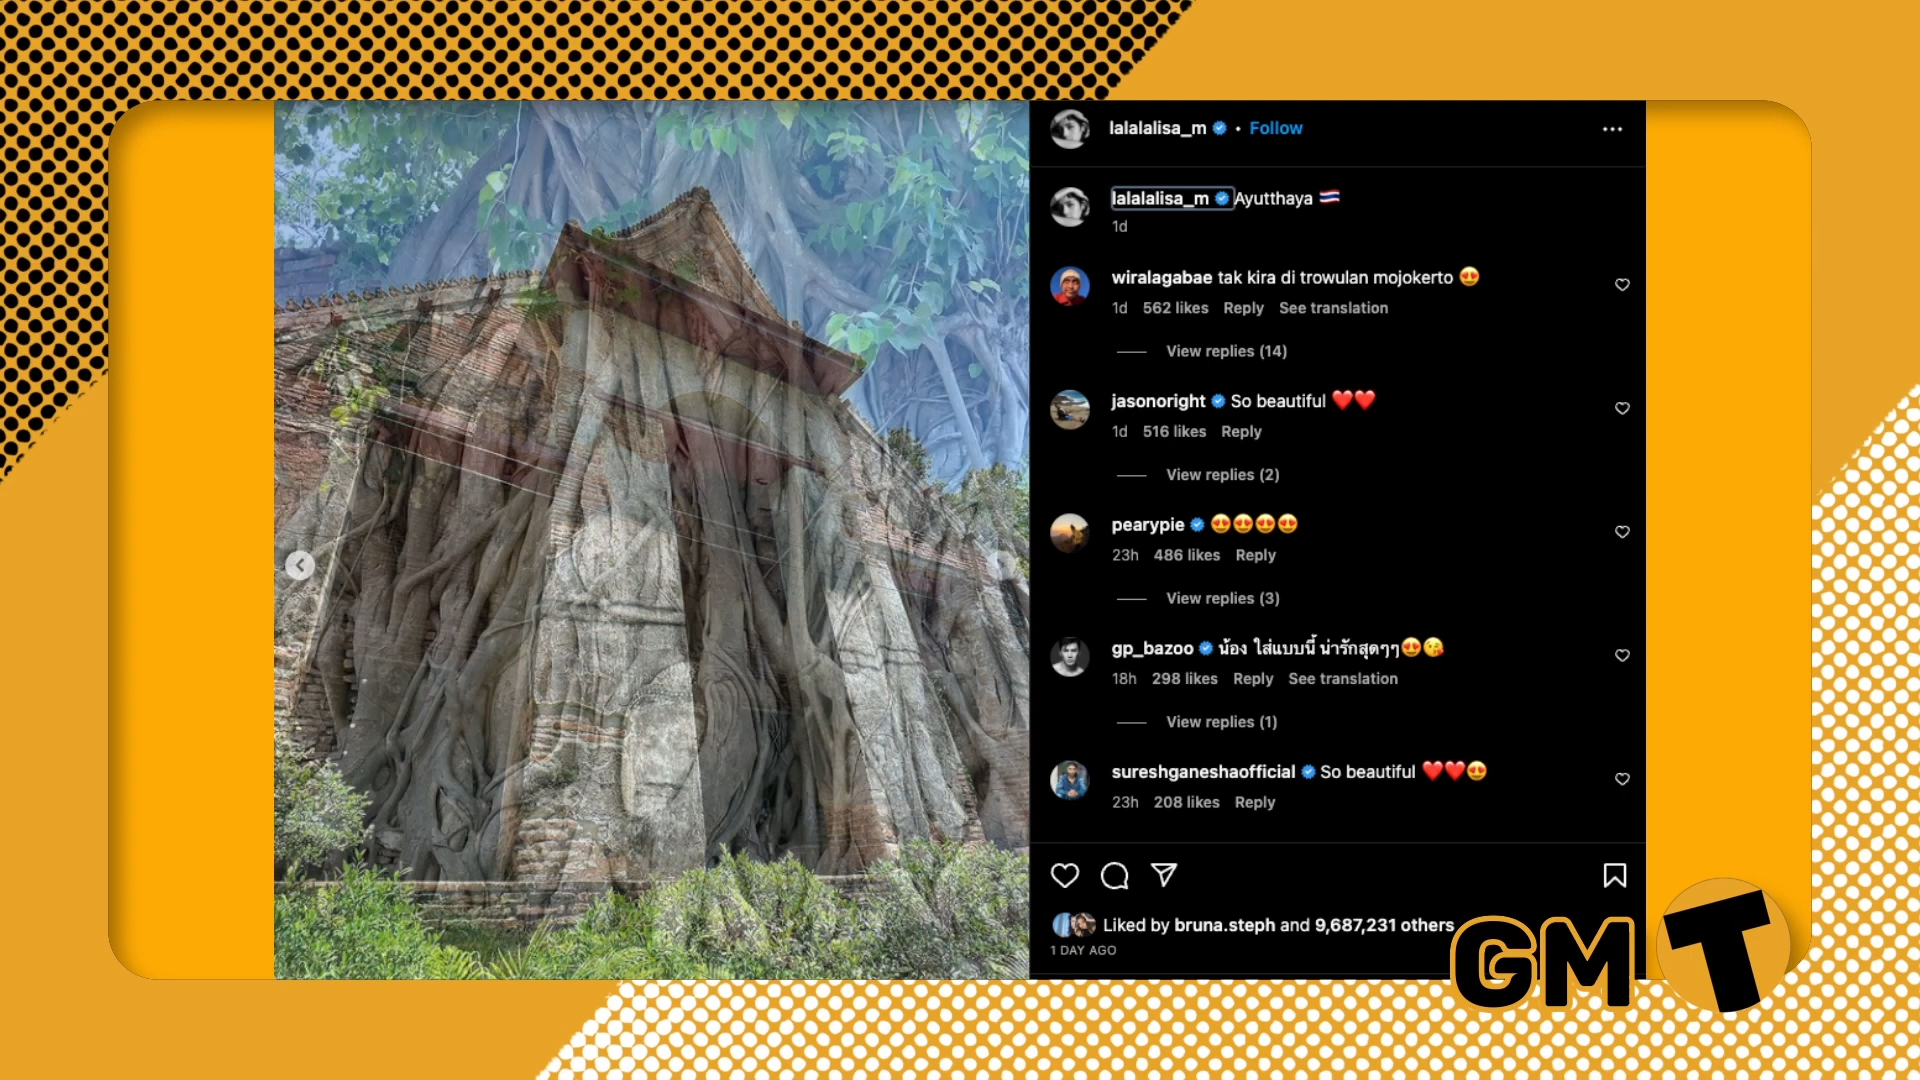 lalalalisa_m • Follow
lalalalisa_m Ayutthaya 🇹🇭
1d
wiralagabae tak kira di trowulan mojokerto 😍
1d 562 likes Reply See translation
View replies (14)
jasonoright So beautiful ❤️❤️
1d 516 likes Reply
View replies (2)
pearypie 😍😍😍😍
23h 486 likes Reply
View replies (3)
gp_bazoo น้อง ใส่แบบนี้ น่ารักสุดๆๆ😍😘
18h 298 likes Reply See translation
View replies (1)
sureshganeshaofficial So beautiful ❤️❤️😍
23h 208 likes Reply
Liked by bruna.steph and 9,687,231 others
1 DAY AGO
GMT